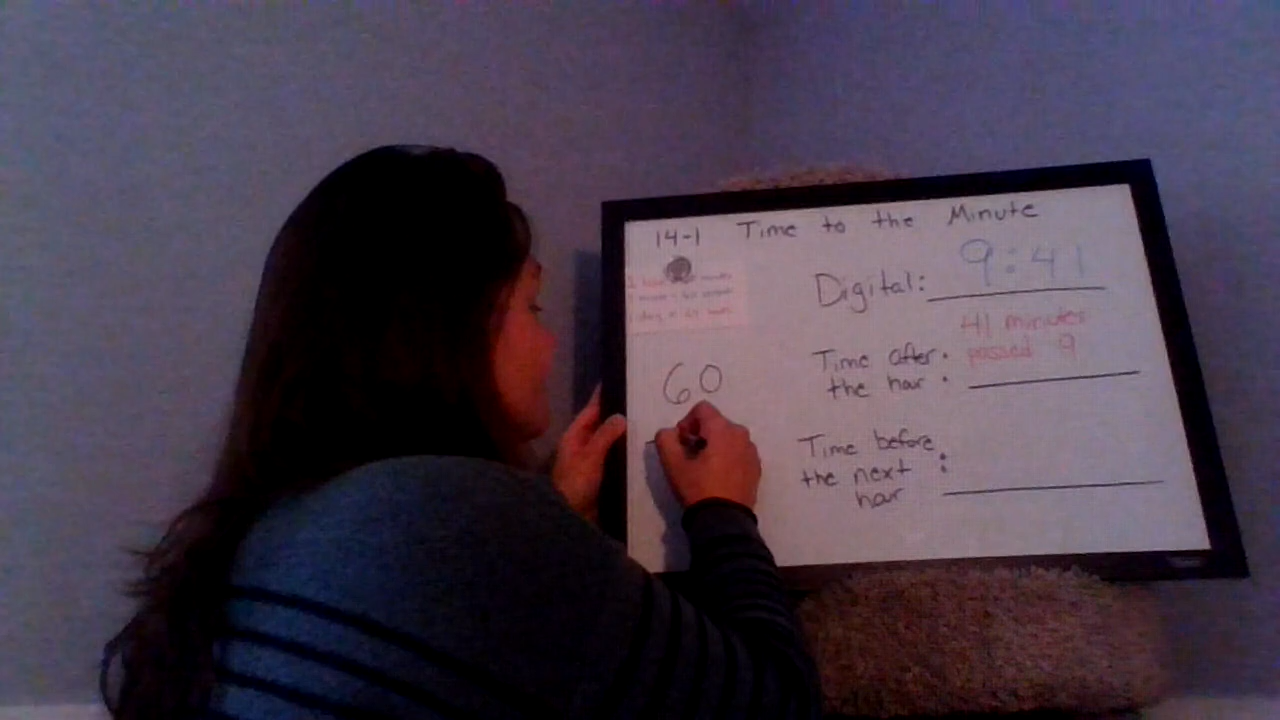 14-1 Time to the Minute
Digital: 9:41
41 minutes
Time after : passed 9
the hour
60
Time before :
the next
hour